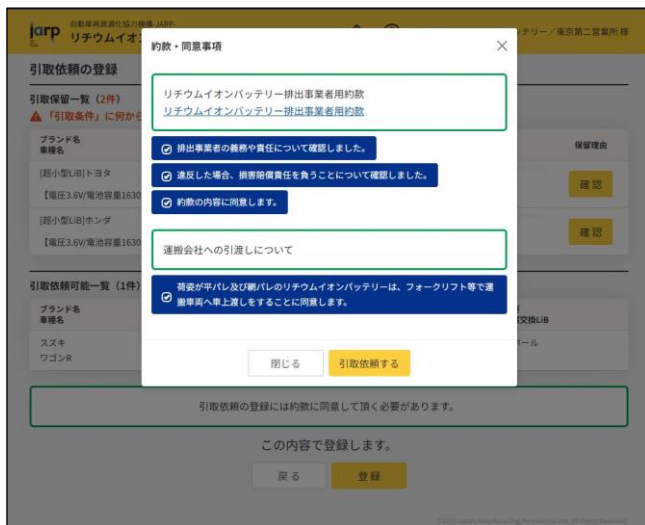 jarp 自動車再資源化協力機構-JARP-
リチウムイオ
テリー／東京第二営業所 様
約款・同意事項
引取依頼の登録
引取保留一覧（2件）
「引取条件」に何から
ブランド名
車種名
保留理由
[超小型LiB]トヨタ
【電圧3.6V/電池容量1630
確認
[超小型LiB]ホンダ
【電圧3.6V/電池容量1630
確認
リチウムイオンバッテリー排出事業者用約款
リチウムイオンバッテリー排出事業者用約款
排出事業者の義務や責任について確認しました。
違反した場合、損害賠償責任を負うことについて確認しました。
約款の内容に同意します。
運搬会社への引渡しについて
荷姿が平パレ及び網パレのリチウムイオンバッテリーは、フォークリフト等で運
搬車両へ車上渡しをすることに同意します。
閉じる
引取依頼する
引取依頼可能一覧（1件）
ブランド名
車種名
交換LiB
スズキ
ワゴンR
ール
引取依頼の登録には約款に同意して頂く必要があります。
この内容で登録します。
戻る
登録